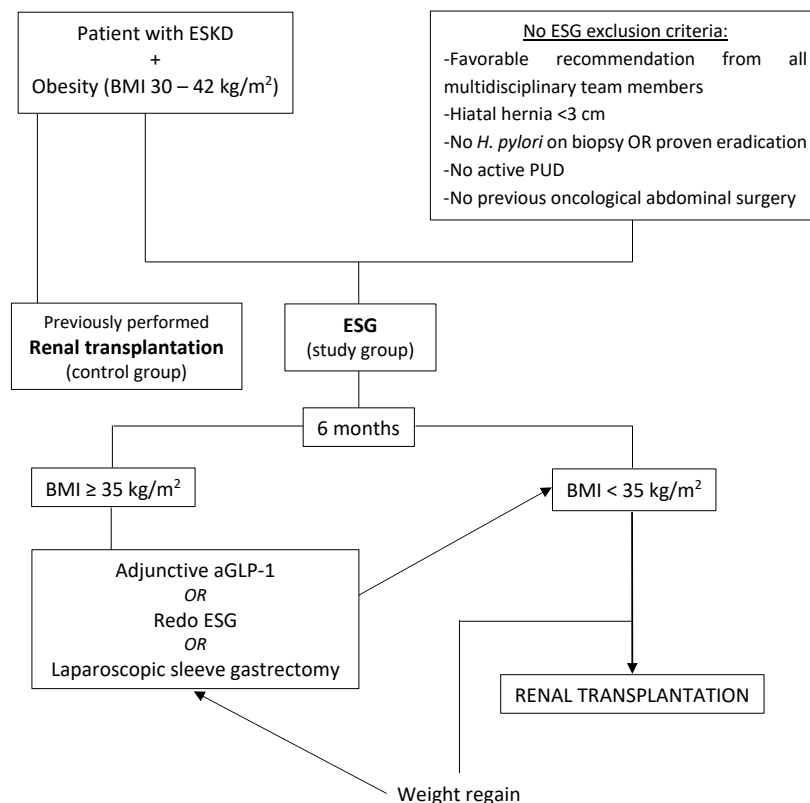 Patient with ESKD
+
Obesity (BMI 30 – 42 kg/m²)
No ESG exclusion criteria:
-Favorable recommendation from all
multidisciplinary team members
-Hiatal hernia <3 cm
-No H. pylori on biopsy OR proven eradication
-No active PUD
-No previous oncological abdominal surgery
Previously performed
Renal transplantation
(control group)
ESG
(study group)
6 months
BMI ≥ 35 kg/m²
BMI < 35 kg/m²
Adjunctive aGLP-1
OR
Redo ESG
OR
Laparoscopic sleeve gastrectomy
RENAL TRANSPLANTATION
Weight regain